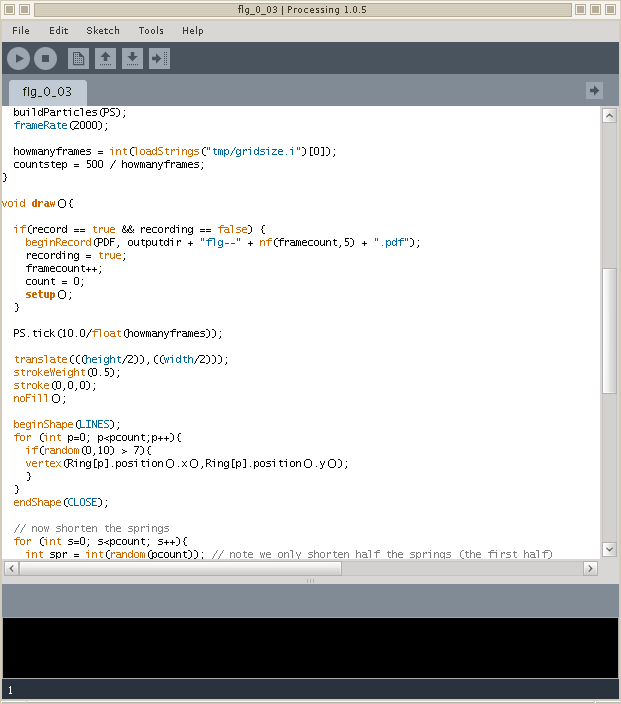 flg_0_03 | Processing 1.0.5
File Edit Sketch Tools Help
flg_0_03
buildParticles(PS);
frameRate(2000);
howmanyframes = int(loadStrings("tmp/gridsize.i")[0]);
countstep = 500 / howmanyframes;
}
void draw(){
if(record == true && recording == false) {
beginRecord(PDF, outputdir + "flg--" + nf(framecount,5) + ".pdf");
recording = true;
framecount++;
count = 0;
setup();
}
PS.tick(10.0/float(howmanyframes));
translate(((height/2)),((width/2)));
strokeWeight(0.5);
stroke(0,0,0);
noFill();
beginShape(LINES);
for (int p=0; p<pcount;p++){
if(random(0,10) > 7){
vertex(Ring[p].position().x(),Ring[p].position().y());
}
}
endShape(CLOSE);
// now shorten the springs
for (int s=0; s<pcount; s++){
int spr = int(random(pcount)); // note we only shorten half the springs (the first half)
1